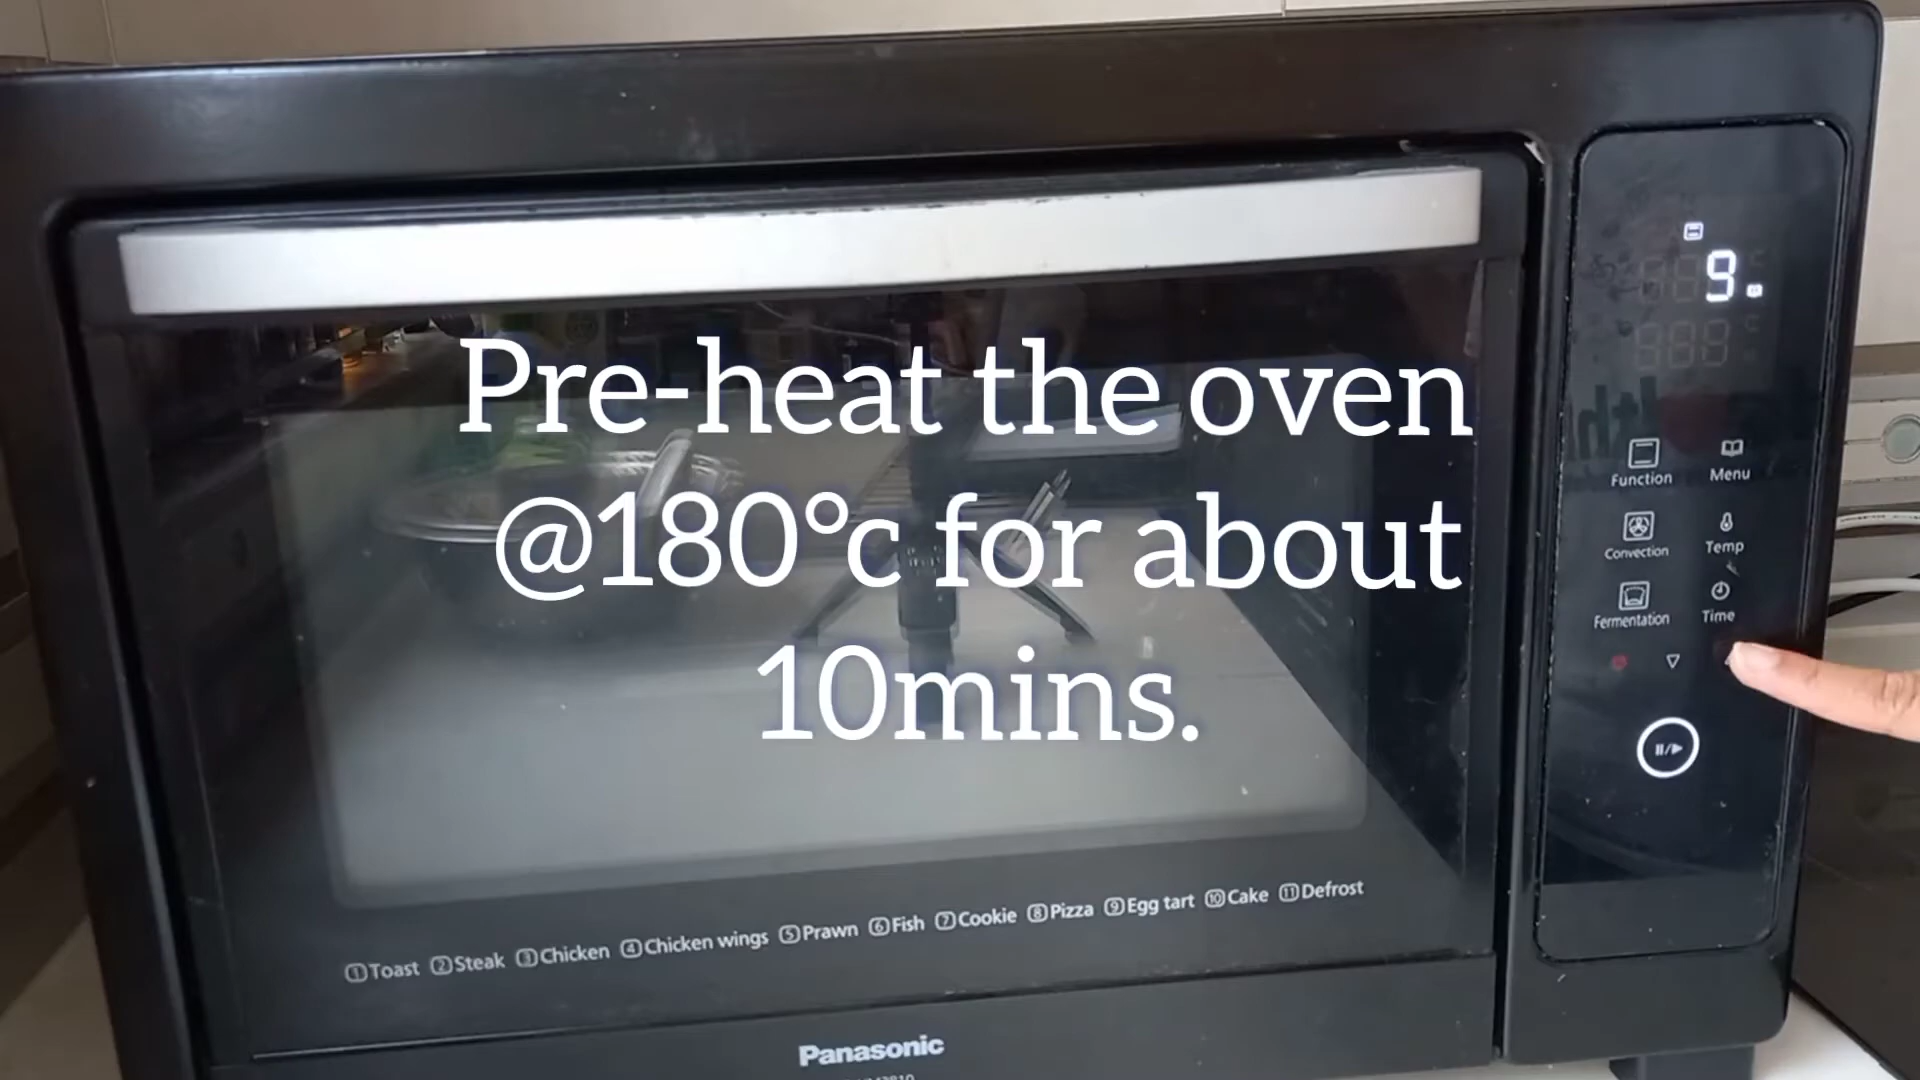 Pre-heat the oven
@180°c for about
10mins.
9
Function
Menu
Convection
Temp
Fermentation
Time
①Toast ②Steak ③Chicken ④Chicken wings ⑤Prawn ⑥Fish ⑦Cookie ⑧Pizza ⑨Egg tart ⑩Cake ⑪Defrost
Panasonic